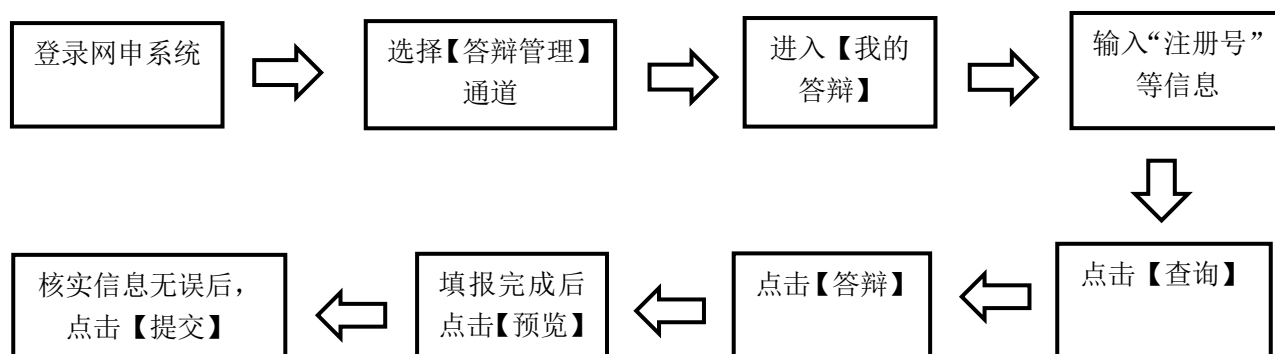 登录网申系统
选择【答辩管理】
通道
进入【我的
答辩】
输入“注册号”
等信息
点击【查询】
点击【答辩】
填报完成后
点击【预览】
核实信息无误后，
点击【提交】